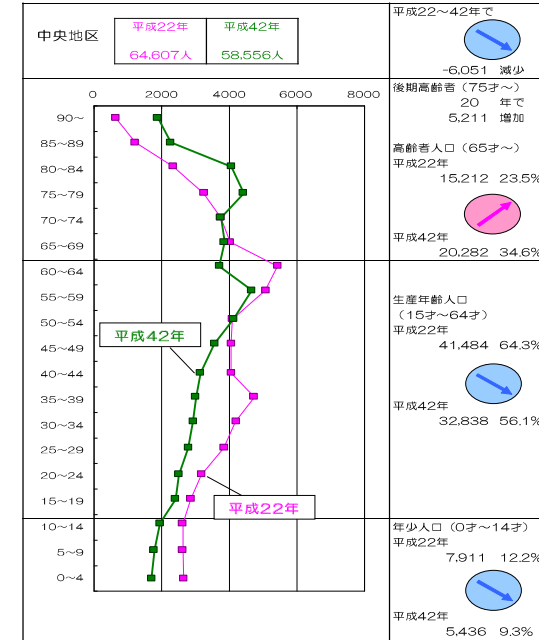 中央地区
平成22年 平成42年
64,607人 58,556人
平成22～42年で
-6,051 減少
後期高齢者（75才～）
20 年で
5,211 増加
高齢者人口（65才～）
平成22年
15,212 23.5%
平成42年
20,282 34.6%
生産年齢人口
（15才～64才）
平成22年
41,484 64.3%
平成42年
32,838 56.1%
年少人口（0才～14才）
平成22年
7,911 12.2%
平成42年
5,436 9.3%
0 2000 4000 6000 8000
90～
85～89
80～84
75～79
70～74
65～69
60～64
55～59
50～54
45～49
40～44
35～39
30～34
25～29
20～24
15～19
10～14
5～9
0～4
平成42年
平成22年